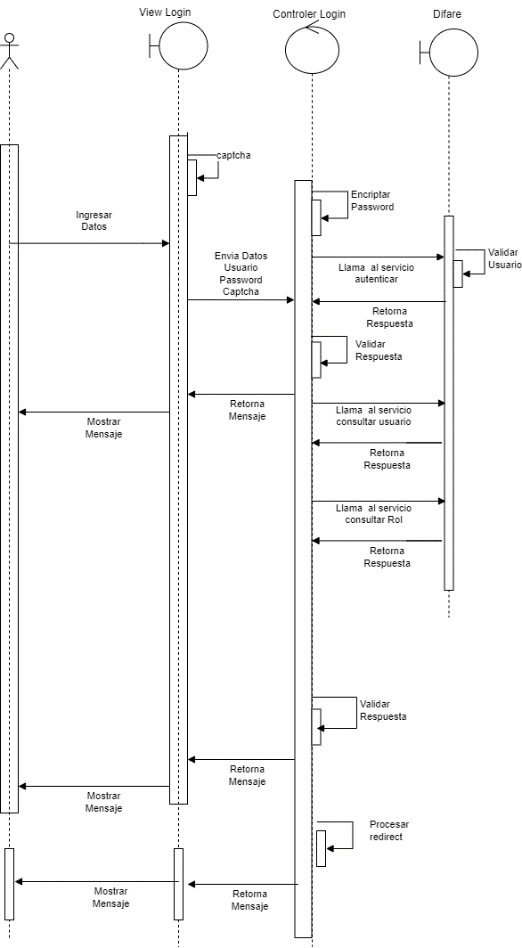 View Login
Controler Login
Difare
captcha
Encriptar
Password
Ingresar
Datos
Validar
Usuario
Envia Datos
Usuario
Password
Captcha
Llama al servicio
autenticar
Retorna
Respuesta
Validar
Respuesta
Retorna
Mensaje
Llama al servicio
consultar usuario
Mostrar
Mensaje
Retorna
Respuesta
Llama al servicio
consultar Rol
Retorna
Respuesta
Validar
Respuesta
Retorna
Mensaje
Mostrar
Mensaje
Procesar
redirect
Mostrar
Mensaje
Retorna
Mensaje